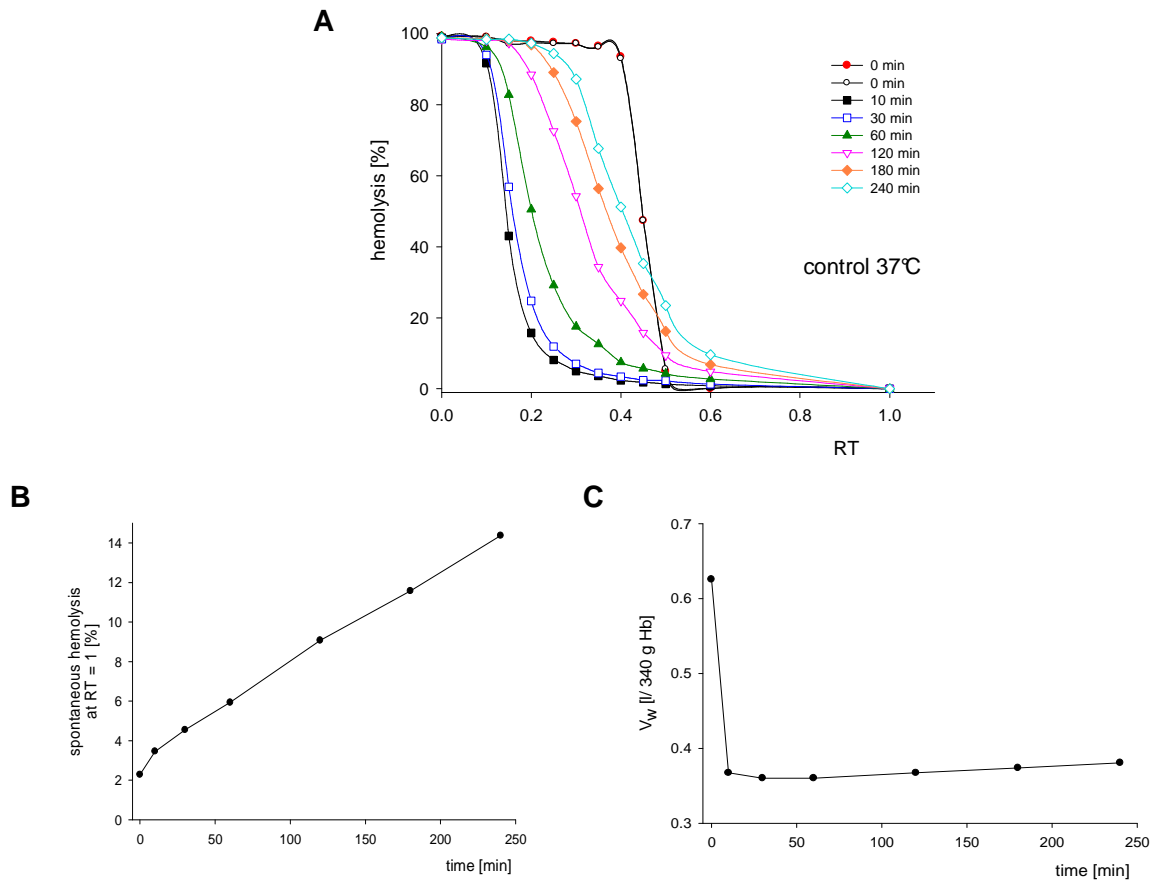 A
hemolysis [%]
100
80
60
40
20
0
0.0 0.2 0.4 0.6 0.8 1.0
RT
0 min
0 min
10 min
30 min
60 min
120 min
180 min
240 min
control 37°C
B
spontaneous hemolysis
at RT = 1 [%]
14
12
10
8
6
4
2
0
0 50 100 150 200 250
time [min]
C
V_w [l/ 340 g Hb]
0.7
0.6
0.5
0.4
0.3
0 50 100 150 200 250
time [min]